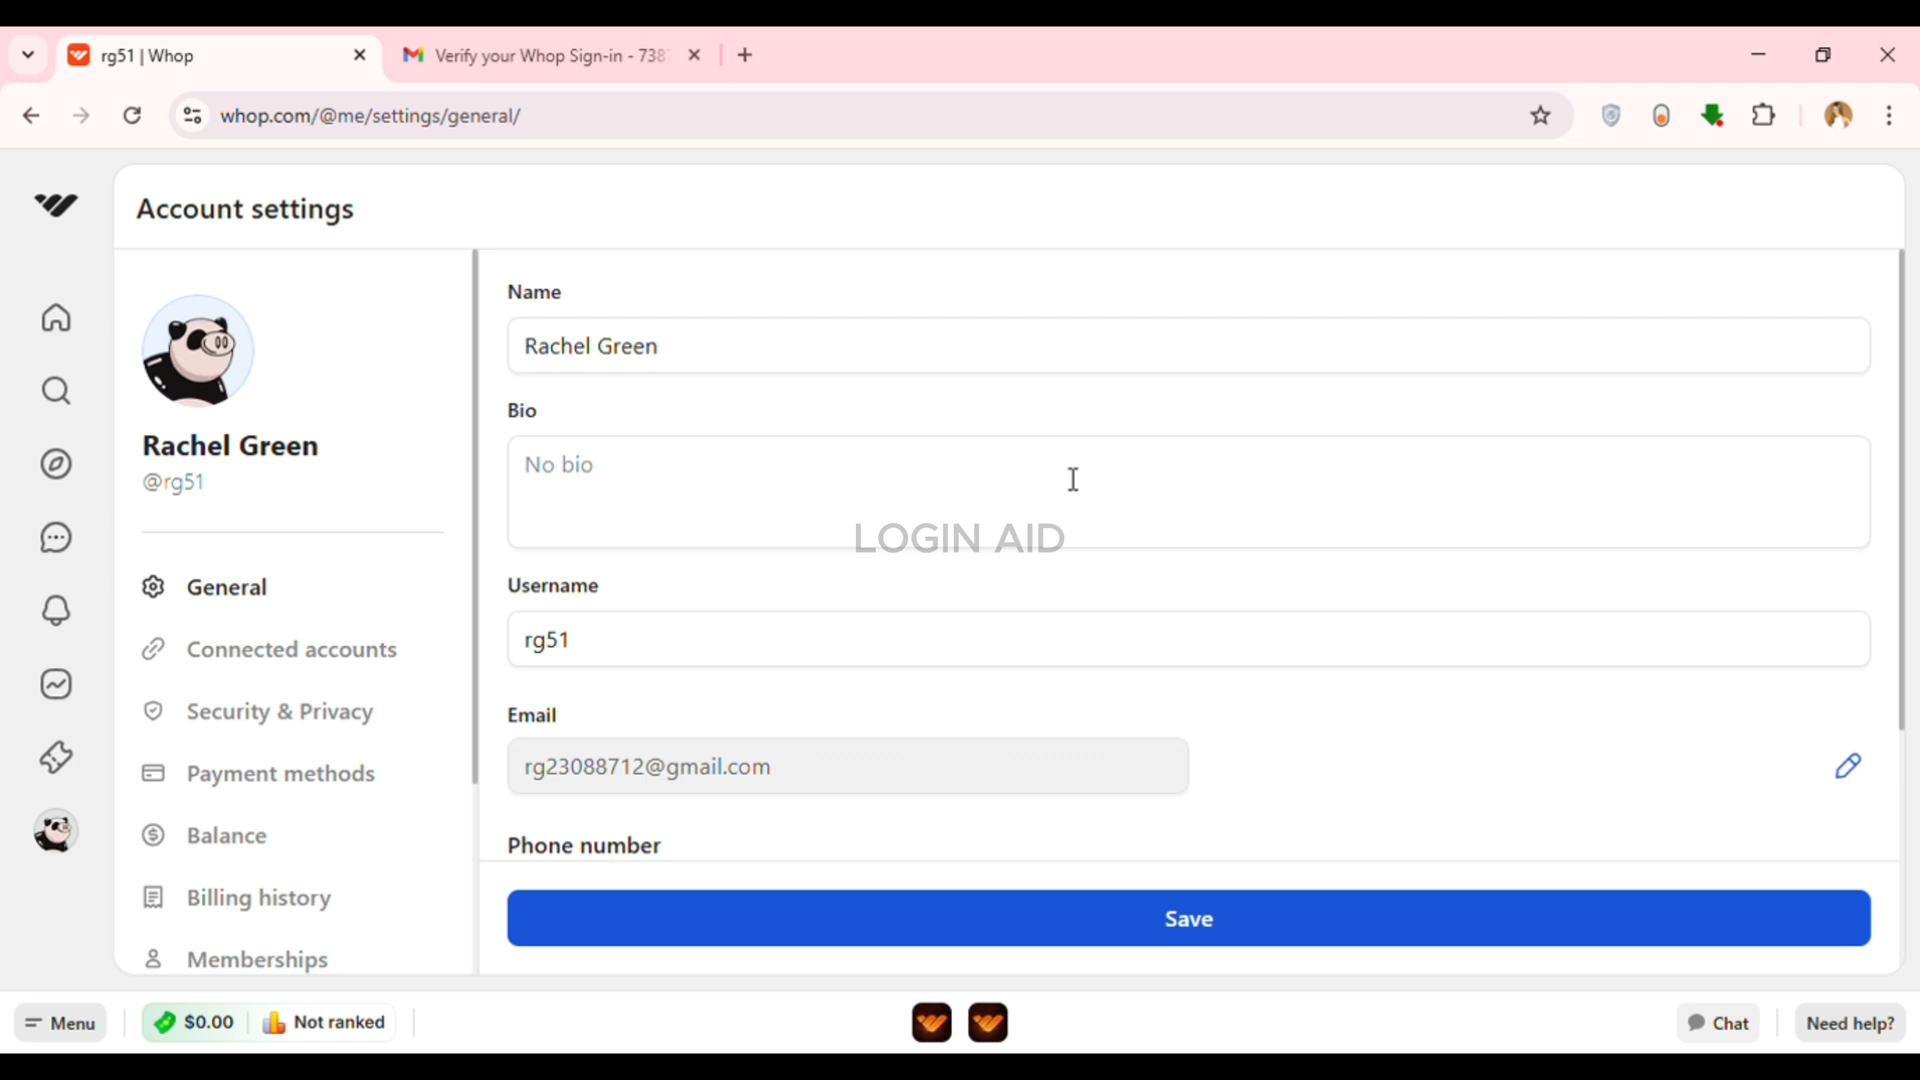 rg51 | Whop
Verify your Whop Sign-in - 738
whop.com/@me/settings/general/
Account settings
Rachel Green
@rg51
General
Connected accounts
Security & Privacy
Payment methods
Balance
Billing history
Memberships
Name
Rachel Green
Bio
No bio
LOGIN AID
Username
rg51
Email
rg23088712@gmail.com
Phone number
Save
Menu
$0.00
Not ranked
Chat
Need help?